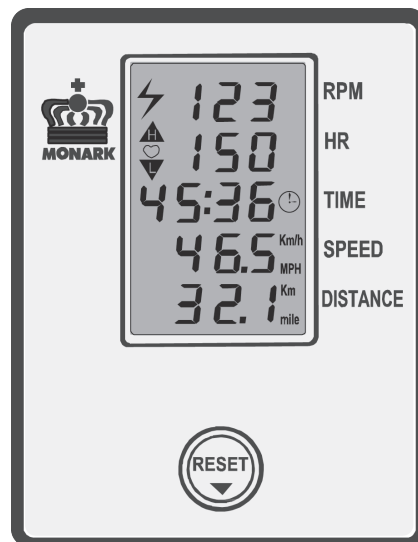 123 RPM
H
150 HR
L
MONARK
45:36 TIME
46.5 Km/h MPH SPEED
32.1 Km mile DISTANCE
RESET